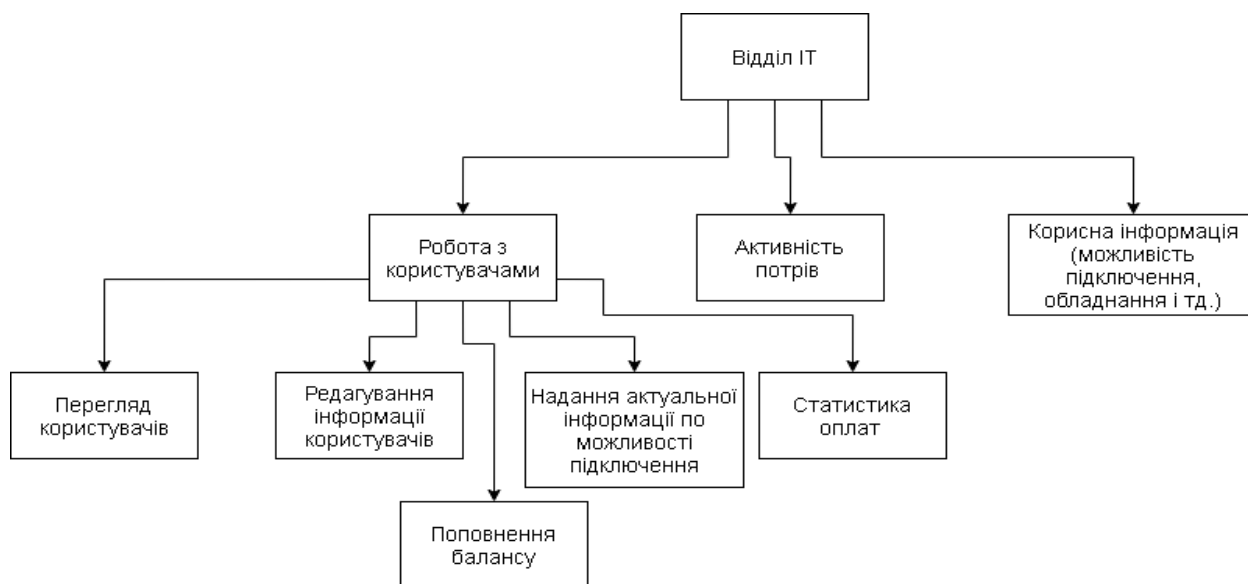 Відділ ІТ
Робота з
користувачами
Активність
потрів
Корисна інформація
(можливість
підключення,
обладнання і тд.)
Перегляд
користувачів
Редагування
інформації
користувачів
Надання актуальної
інформації по
можливості
підключення
Статистика
оплат
Поповнення
балансу